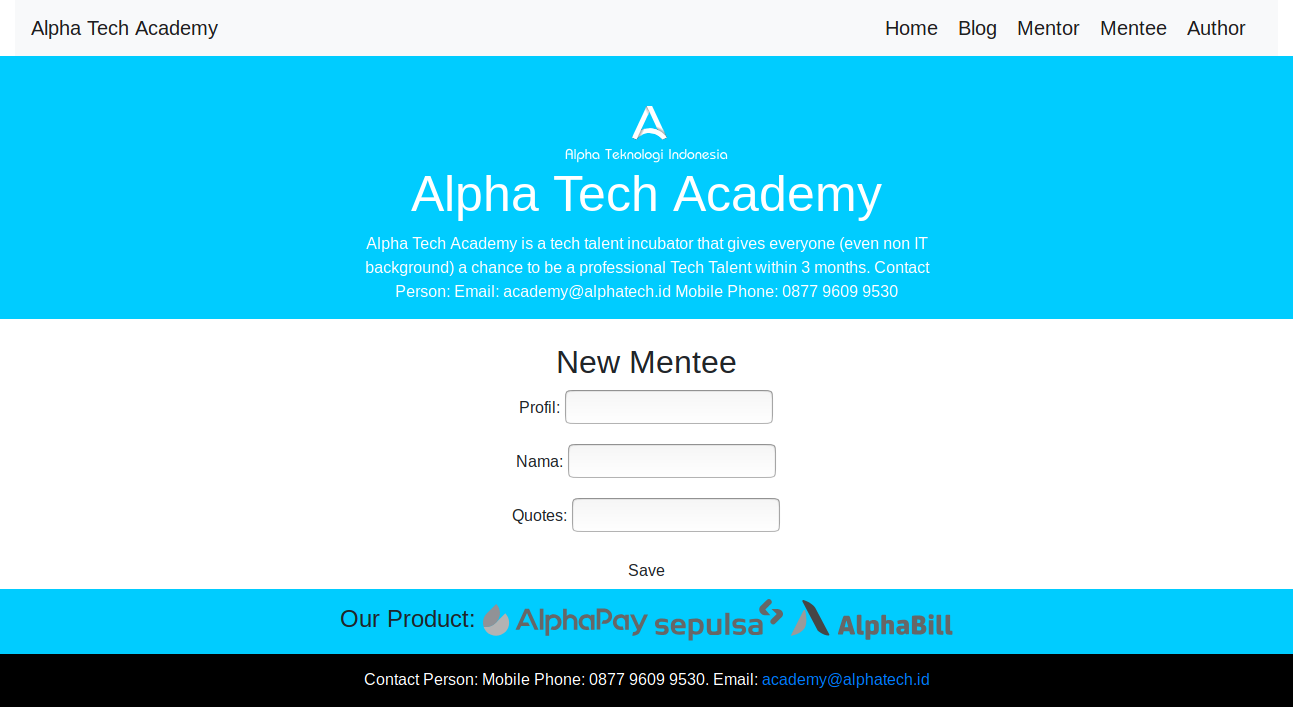 Alpha Tech Academy Home Blog Mentor Mentee Author
Alpha Teknologi Indonesia
Alpha Tech Academy
Alpha Tech Academy is a tech talent incubator that gives everyone (even non IT
background) a chance to be a professional Tech Talent within 3 months. Contact
Person: Email: academy@alphatech.id Mobile Phone: 0877 9609 9530
New Mentee
Profil:
Nama:
Quotes:
Save
Our Product: AlphaPay sepulsa AlphaBill
Contact Person: Mobile Phone: 0877 9609 9530. Email: academy@alphatech.id